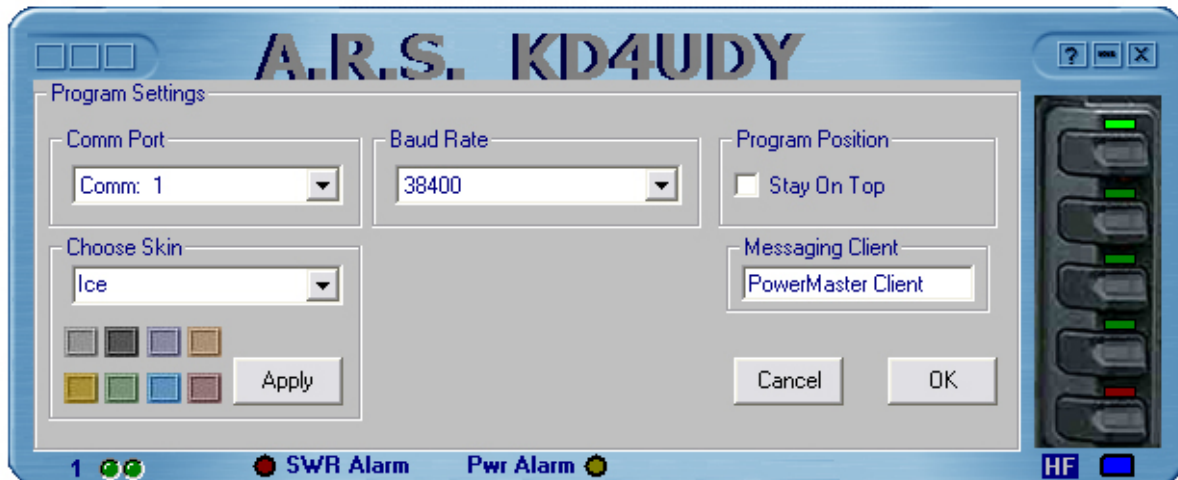 A.R.S. KD4UDY
?
X
Program Settings
Comm Port
Baud Rate
Program Position
Comm: 1
38400
Stay On Top
Choose Skin
Messaging Client
Ice
PowerMaster Client
Apply
Cancel
OK
1
SWR Alarm
Pwr Alarm
HF